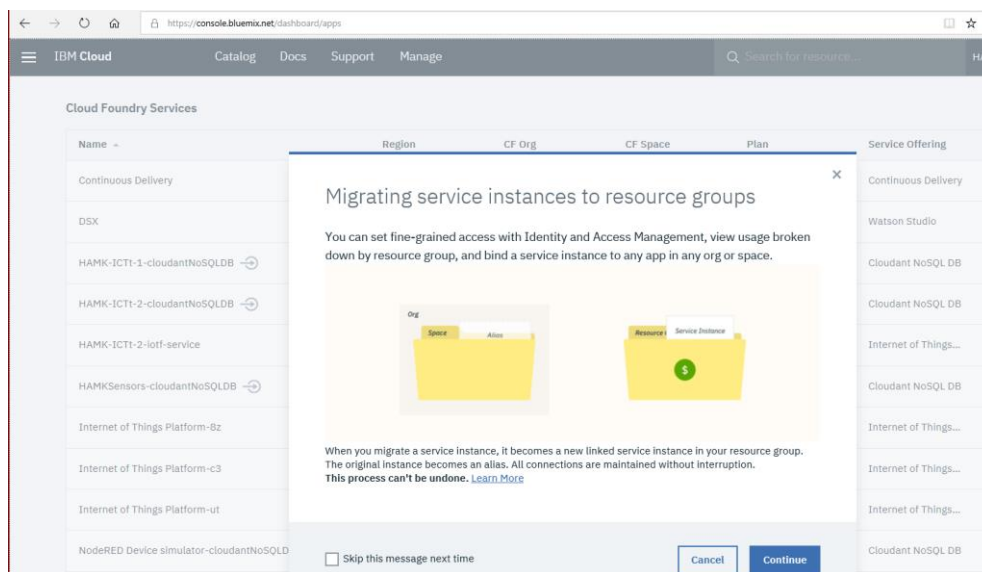 https://console.bluemix.net/dashboard/apps
IBM Cloud Catalog Docs Support Manage Search for resource...
Cloud Foundry Services
Name Region CF Org CF Space Plan Service Offering
Continuous Delivery Continuous Delivery
DSX Watson Studio
HAMK-ICTt-1-cloudantNoSQLDB Cloudant NoSQL DB
HAMK-ICTt-2-cloudantNoSQLDB Cloudant NoSQL DB
HAMK-ICTt-2-iotf-service Internet of Things...
HAMKSensors-cloudantNoSQLDB Cloudant NoSQL DB
Internet of Things Platform-8z Internet of Things...
Internet of Things Platform-c3 Internet of Things...
Internet of Things Platform-ut Internet of Things...
NodeRED Device simulator-cloudantNoSQLD Cloudant NoSQL DB
Migrating service instances to resource groups
You can set fine-grained access with Identity and Access Management, view usage broken
down by resource group, and bind a service instance to any app in any org or space.
Org
Space Alias
Resource Service Instance
$
When you migrate a service instance, it becomes a new linked service instance in your resource group.
The original instance becomes an alias. All connections are maintained without interruption.
This process can't be undone. Learn More
Skip this message next time
Cancel Continue